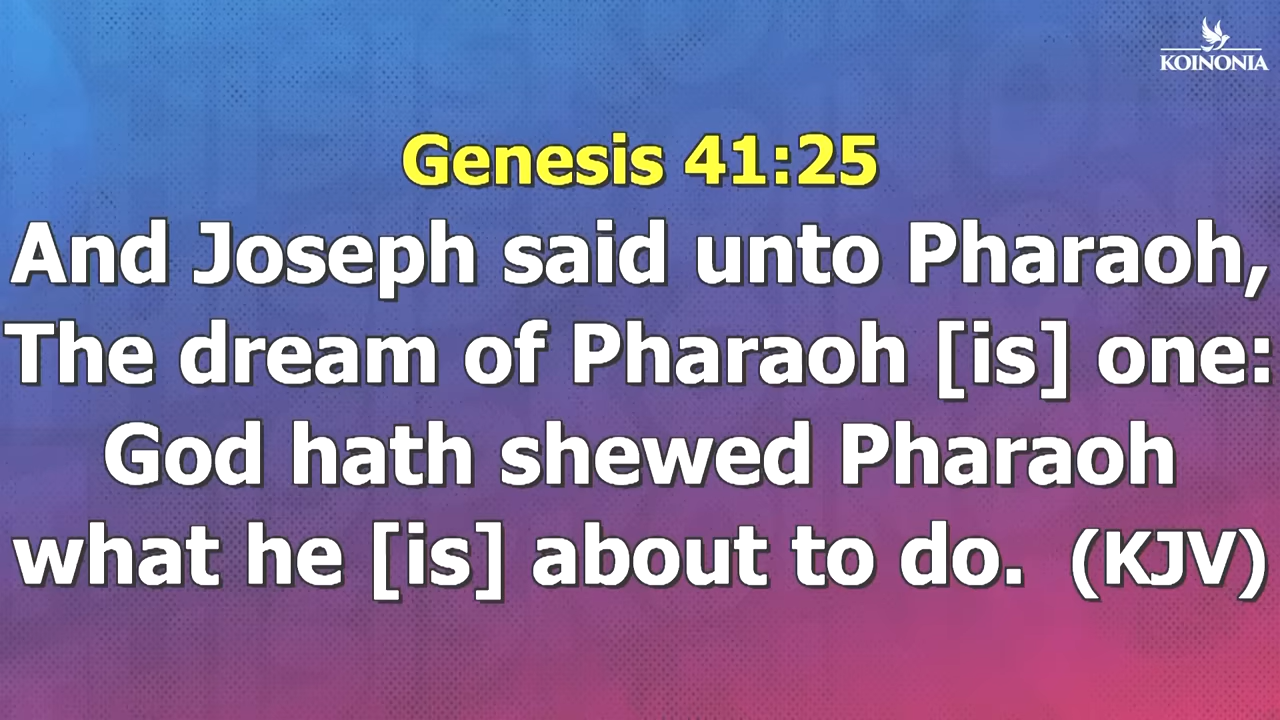 KOINONIA
Genesis 41:25
And Joseph said unto Pharaoh,
The dream of Pharaoh [is] one:
God hath shewed Pharaoh
what he [is] about to do. (KJV)